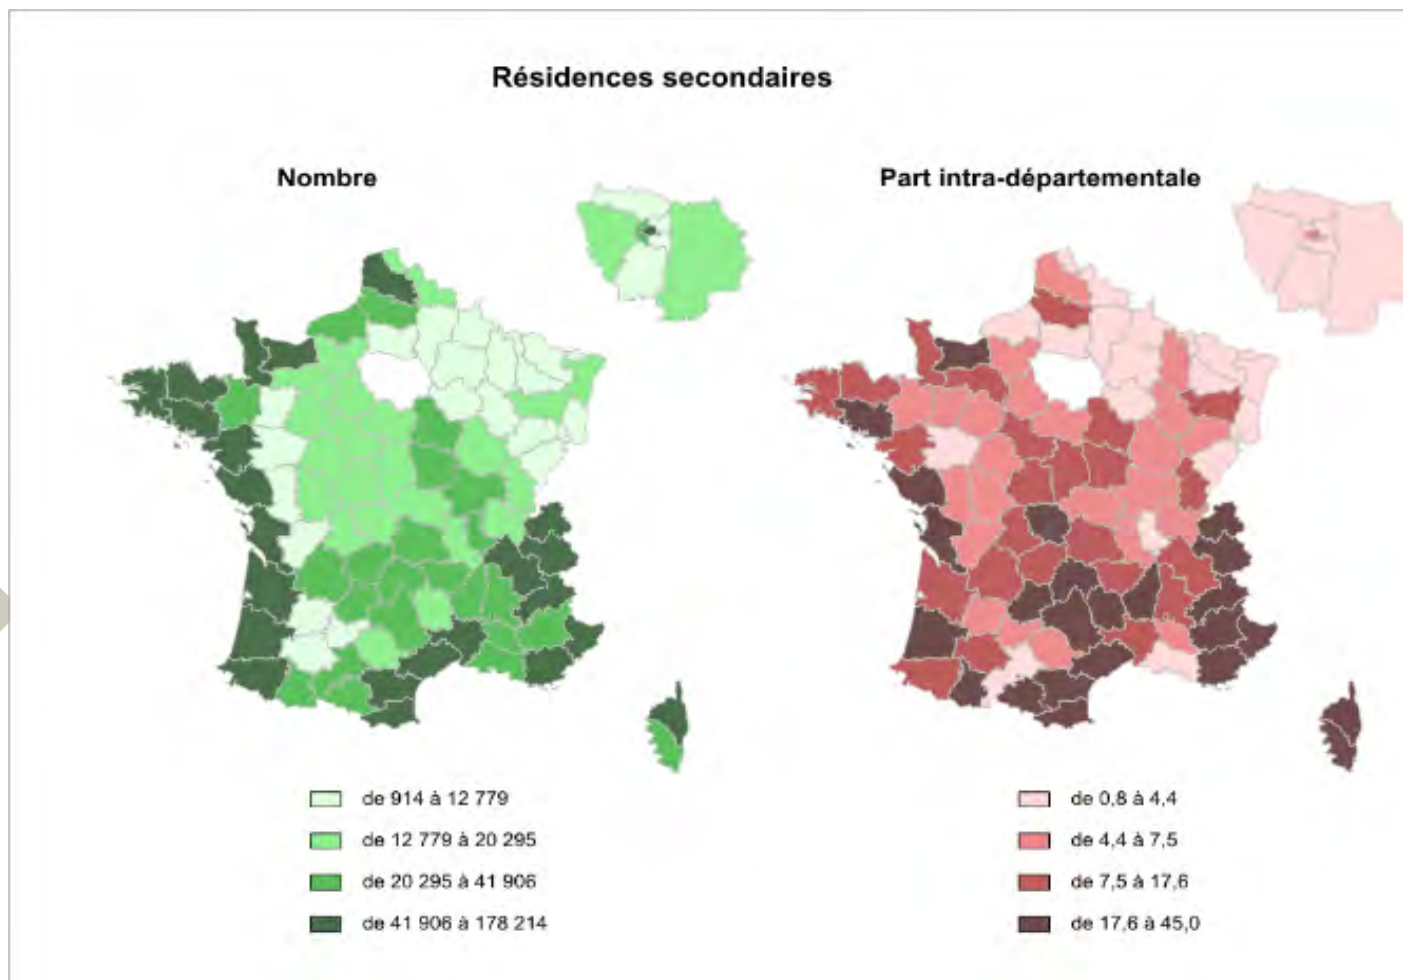 Résidences secondaires
Nombre
Part intra-départementale
de 914 à 12 779
de 12 779 à 20 295
de 20 295 à 41 906
de 41 906 à 178 214
de 0,8 à 4,4
de 4,4 à 7,5
de 7,5 à 17,6
de 17,6 à 45,0